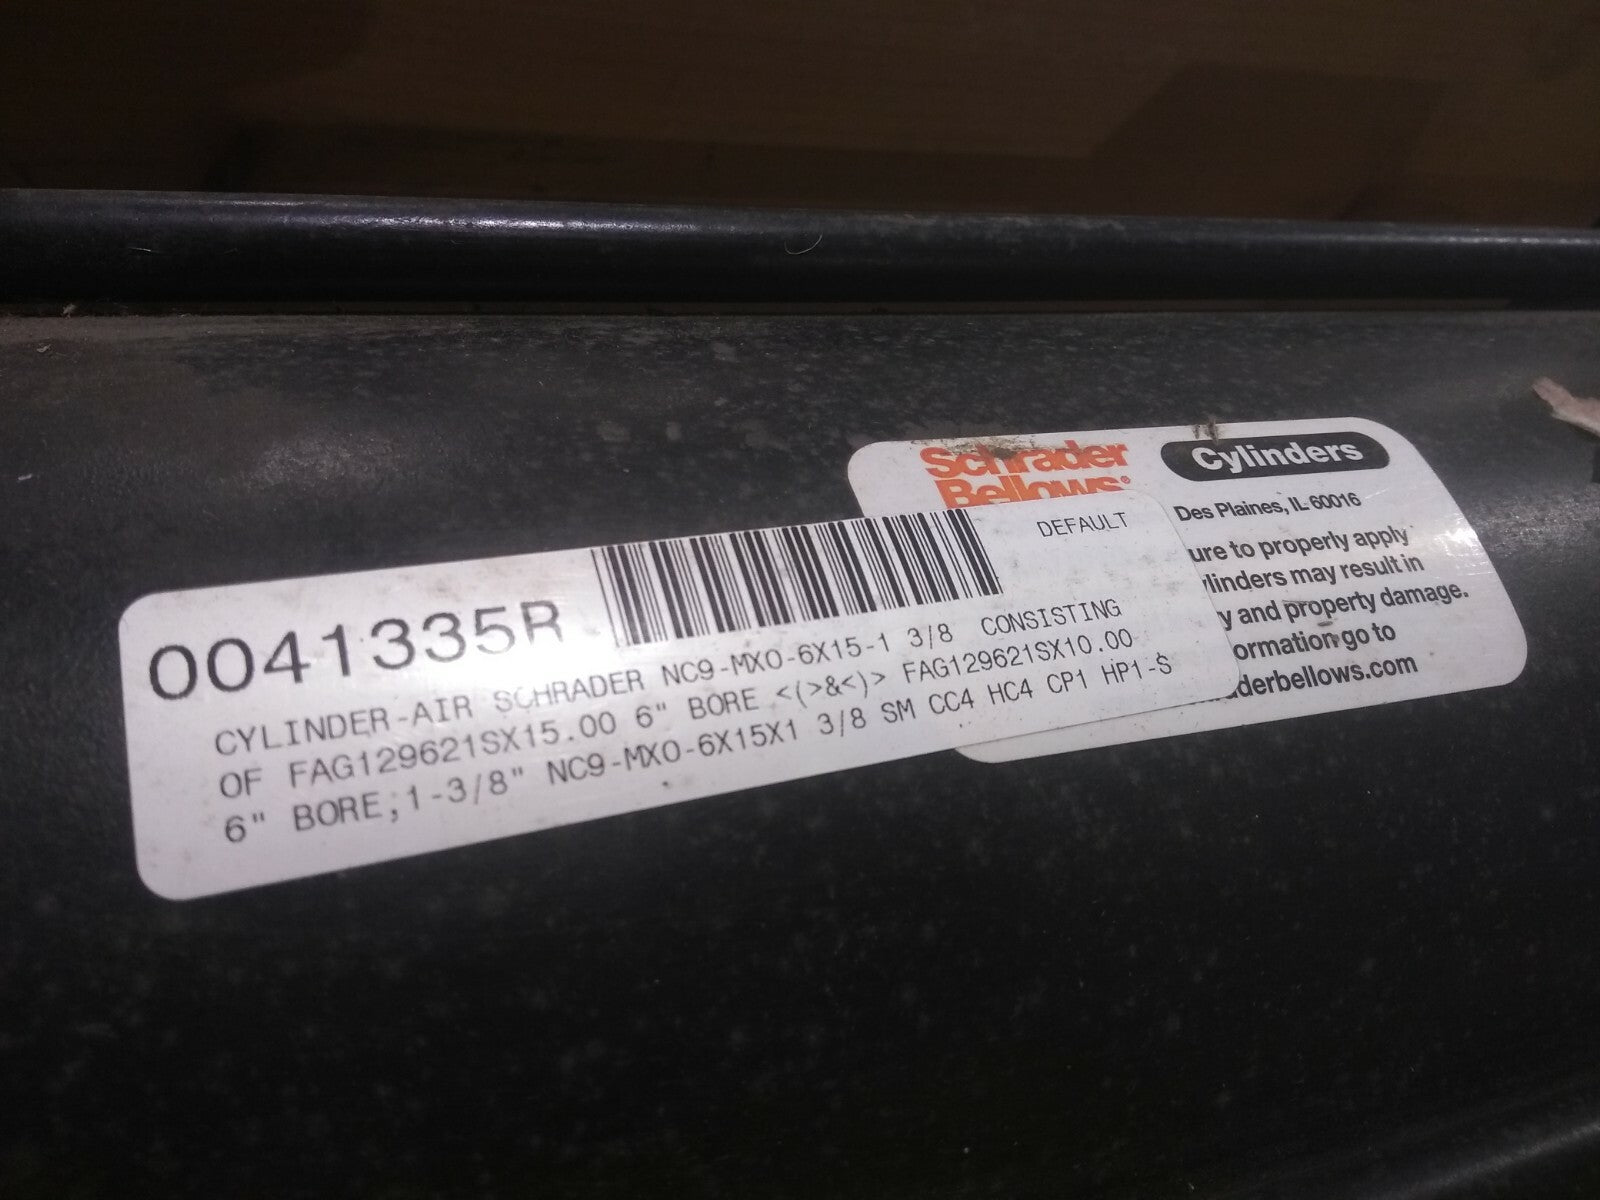 Schrader
Bellows®
Cylinders
Des Plaines, IL 60016
ure to properly apply
linders may result in
y and property damage.
ormation go to
derbellows.com
DEFAULT
0041335R
CYLINDER-AIR SCHRADER NC9-MXO-6X15-1 3/8 CONSISTING
OF FAG129621SX15.00 6" BORE <(>&<)> FAG129621SX10.00
6" BORE;1-3/8" NC9-MXO-6X15X1 3/8 SM CC4 HC4 CP1 HP1-S